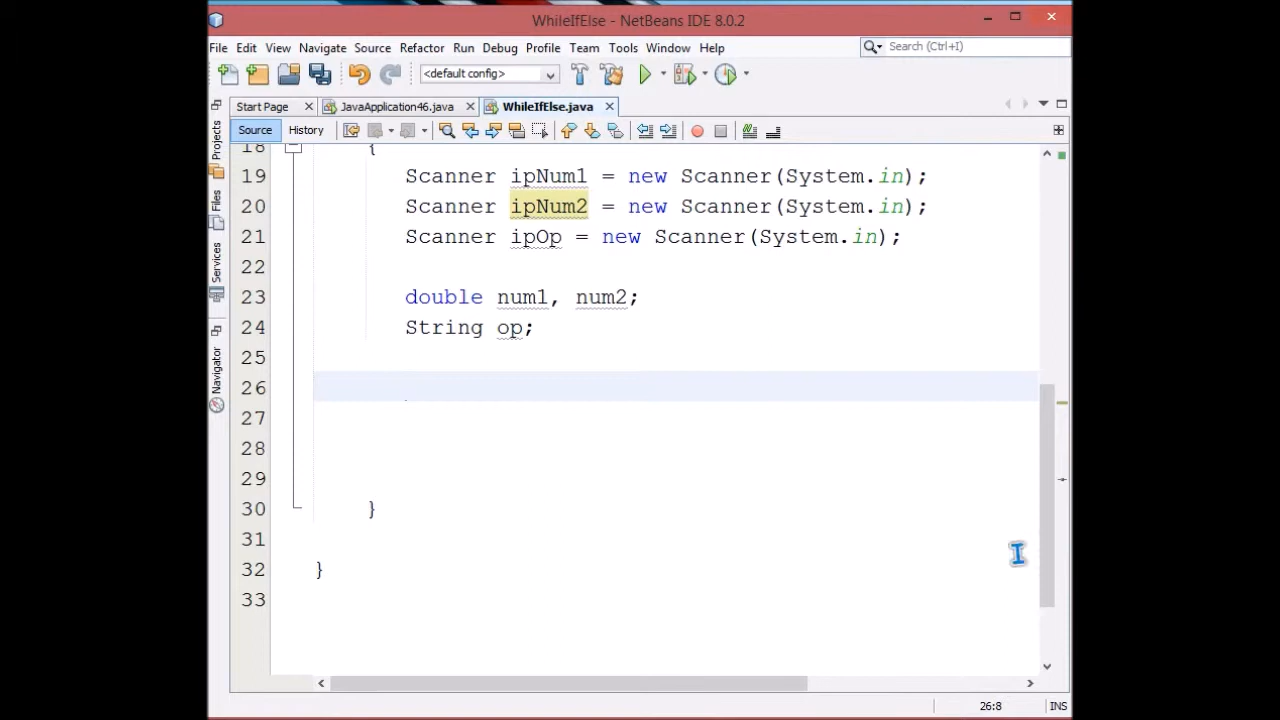 WhileIfElse - NetBeans IDE 8.0.2
File Edit View Navigate Source Refactor Run Debug Profile Team Tools Window Help
Search (Ctrl+I)
<default config>
Start Page JavaApplication46.java WhileIfElse.java
Source History
Projects
Files
Services
Navigator
18 {
19 Scanner ipNum1 = new Scanner(System.in);
20 Scanner ipNum2 = new Scanner(System.in);
21 Scanner ipOp = new Scanner(System.in);
22
23 double num1, num2;
24 String op;
25
26
27
28
29
30 }
31
32 }
33
26:8 INS